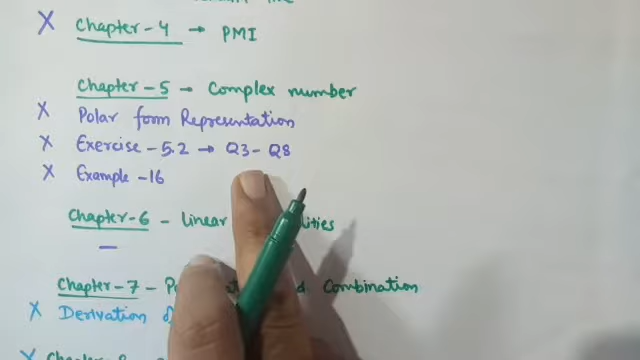 X Chapter-4 → PMI
Chapter-5 → Complex number
X Polar form Representation
X Exercise-5.2 → Q3-Q8
X Example-16
Chapter-6 - Linear
Chapter-7 - Combination
X Derivation
X